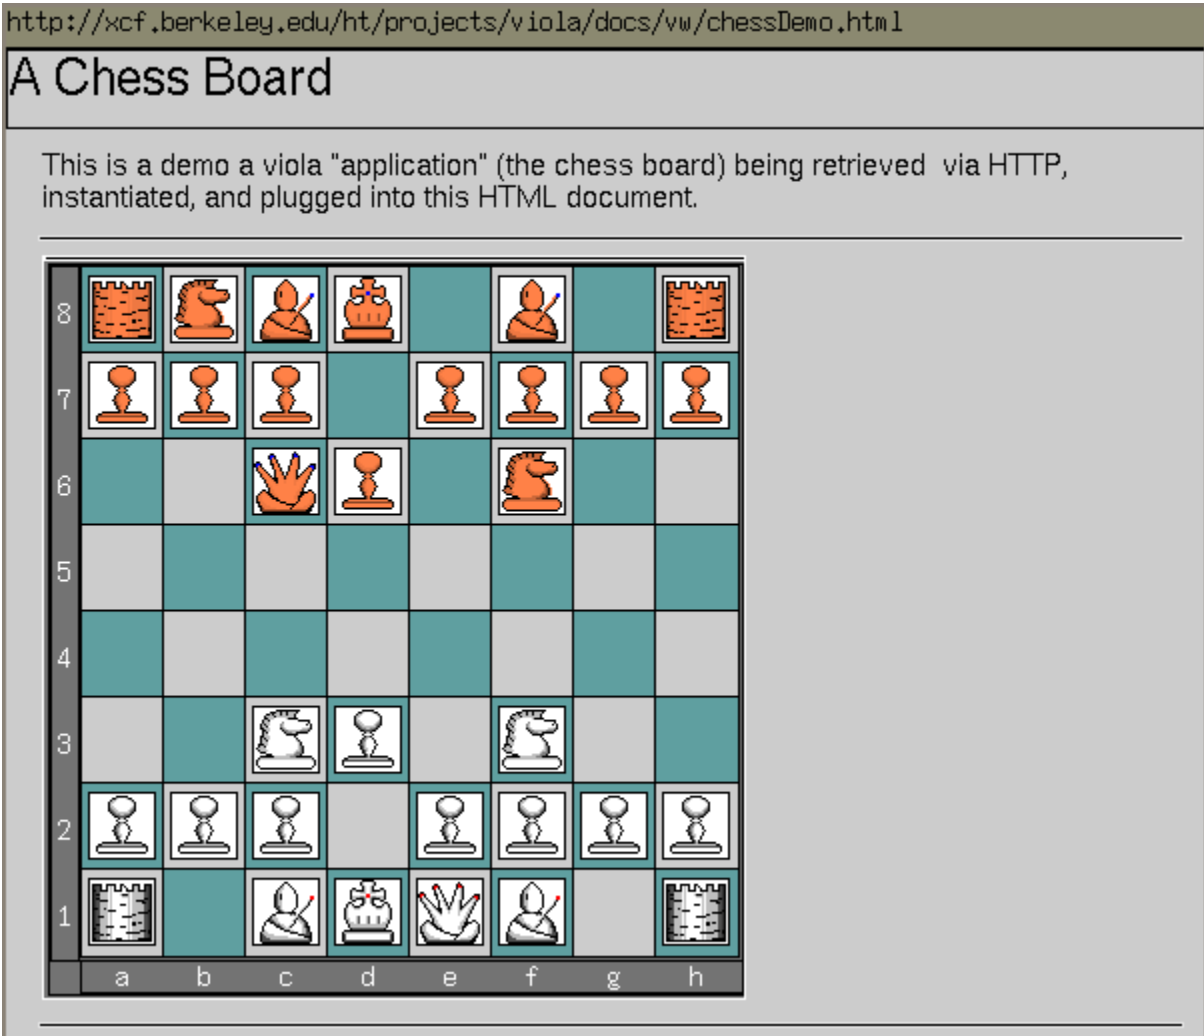 http://xcf.berkeley.edu/ht/projects/viola/docs/vw/chessDemo.html
A Chess Board
This is a demo a viola "application" (the chess board) being retrieved via HTTP,
instantiated, and plugged into this HTML document.
8
7
6
5
4
3
2
1
a b c d e f g h